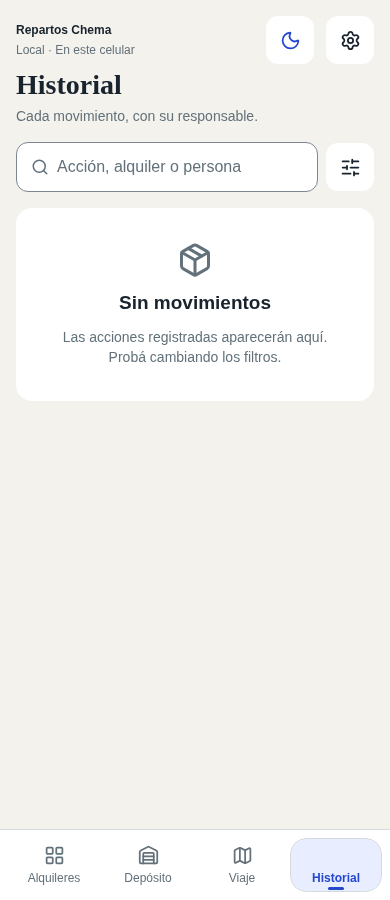 Repartos Chema
Local · En este celular
Historial
Cada movimiento, con su responsable.
Acción, alquiler o persona
Sin movimientos
Las acciones registradas aparecerán aquí.
Probá cambiando los filtros.
Alquileres
Depósito
Viaje
Historial